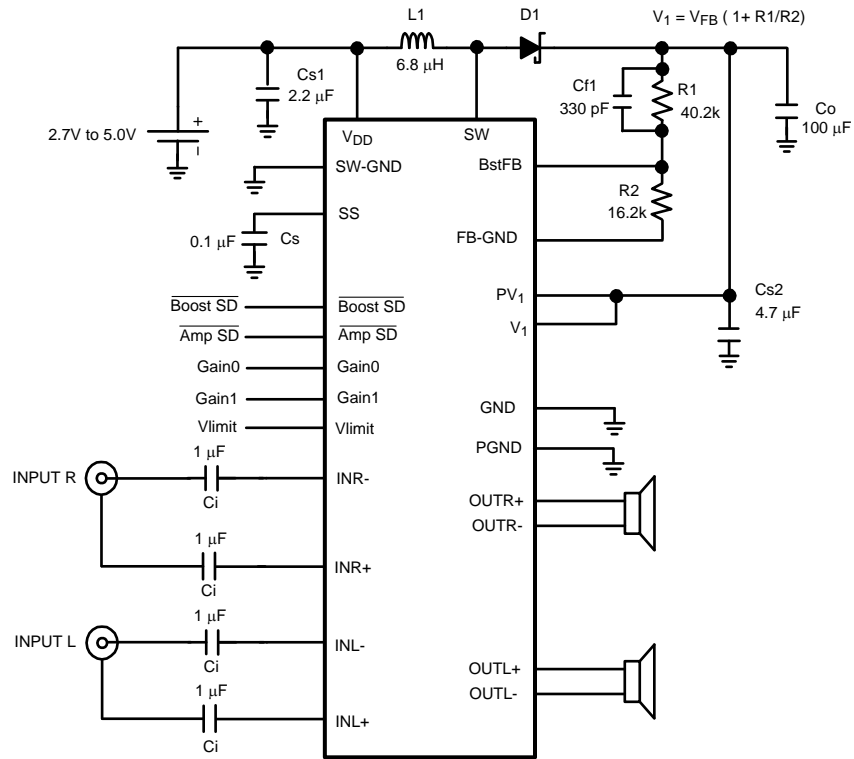 L1
D1
V1 = VFB ( 1+ R1/R2)
6.8 µH
Cs1
2.2 µF
Cf1
330 pF
R1
40.2k
Co
100 µF
2.7V to 5.0V
+
–
VDD
SW
SW-GND
BstFB
SS
0.1 µF
Cs
R2
16.2k
FB-GND
PV1
V1
Cs2
4.7 µF
Boost SD
Boost SD
Amp SD
Amp SD
Gain0
Gain0
Gain1
Gain1
Vlimit
Vlimit
GND
PGND
INPUT R
1 µF
Ci
INR-
1 µF
Ci
INR+
OUTR+
OUTR-
INPUT L
1 µF
Ci
INL-
1 µF
Ci
INL+
OUTL+
OUTL-